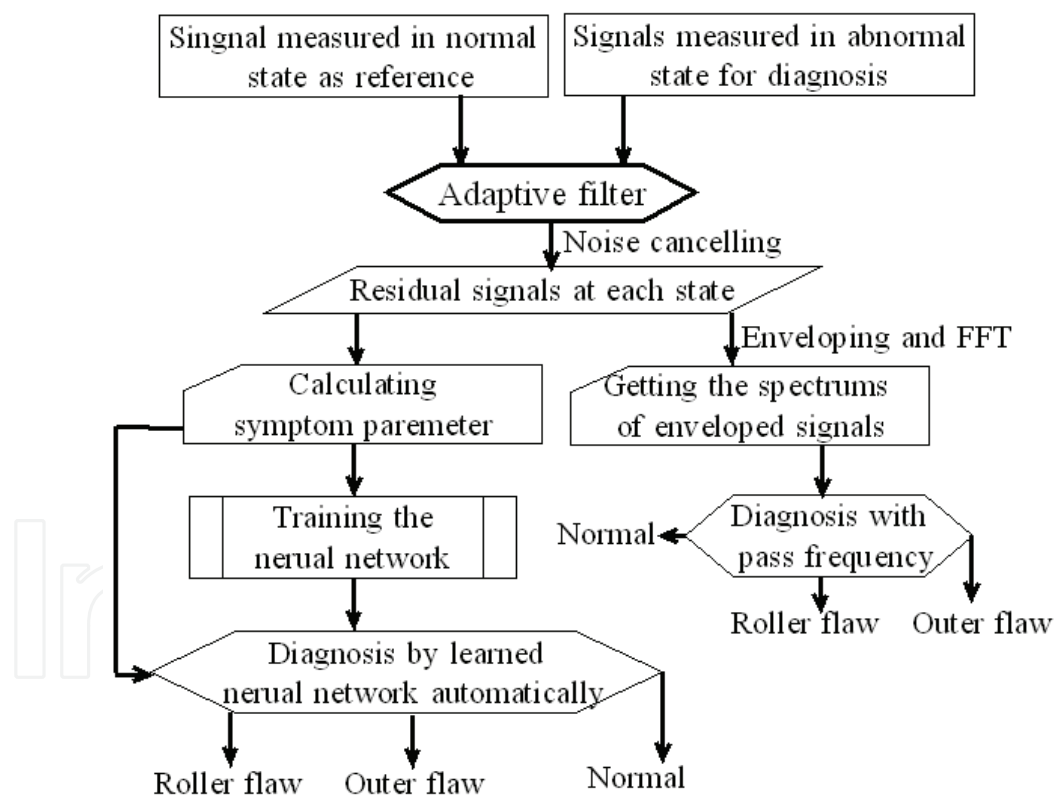 Singnal measured in normal
state as reference
Signals measured in abnormal
state for diagnosis
Adaptive filter
Noise cancelling
Residual signals at each state
Enveloping and FFT
Calculating
symptom paremeter
Getting the spectrums
of enveloped signals
Training the
nerual network
Normal
Diagnosis with
pass frequency
Roller flaw
Outer flaw
Diagnosis by learned
nerual network automatically
Roller flaw
Outer flaw
Normal